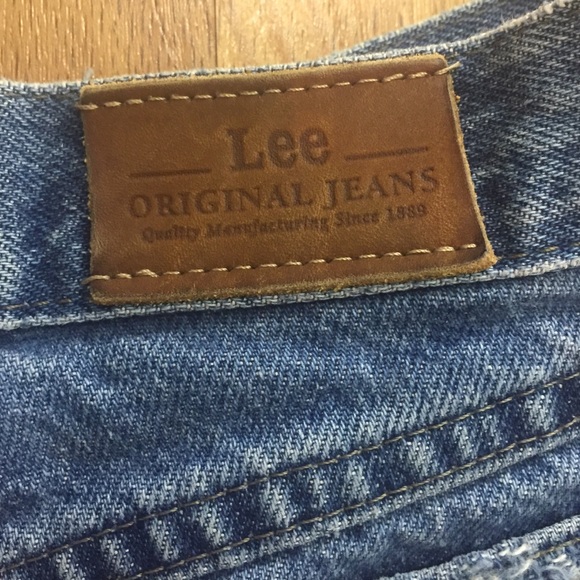 Lee
ORIGINAL JEANS
Quality Manufacturing Since 1889